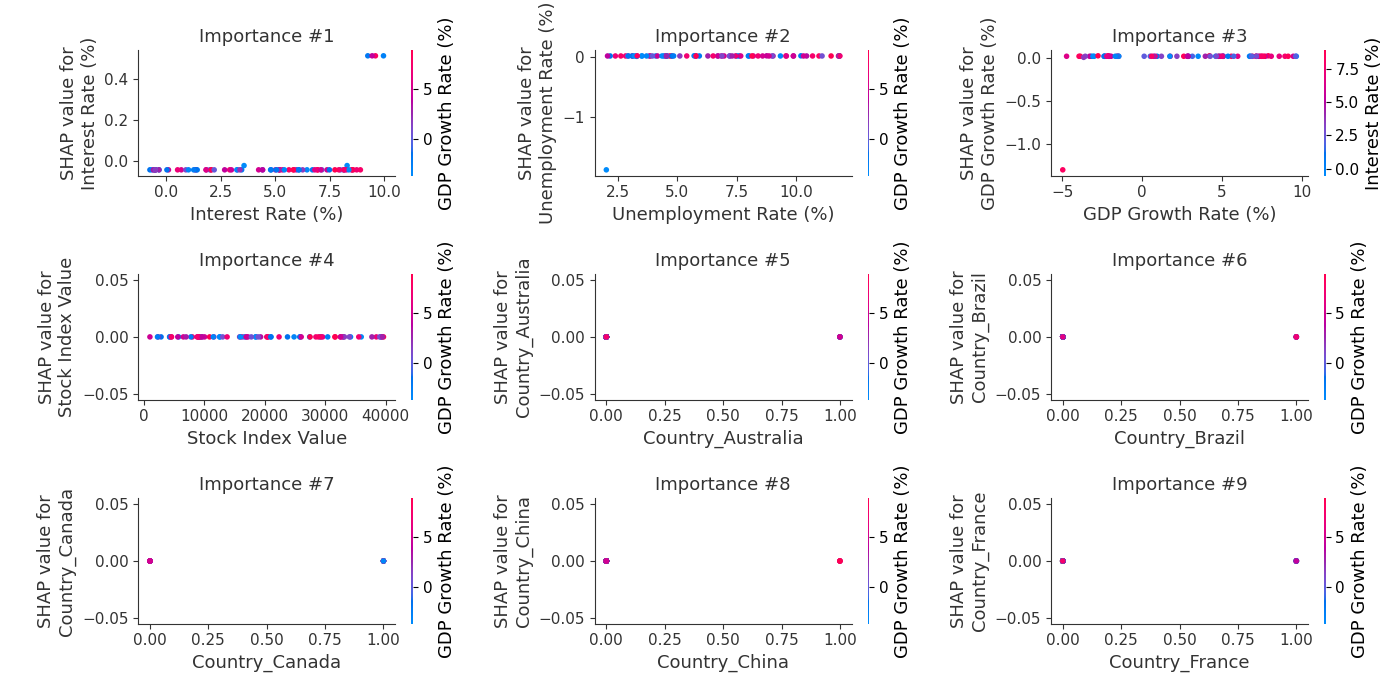 Importance #1
SHAP value for
Interest Rate (%)
0.4
0.2
0.0
0.0
2.5
5.0
7.5
10.0
Interest Rate (%)
5
0
GDP Growth Rate (%)
Importance #2
SHAP value for
Unemployment Rate (%)
0
−1
2.5
5.0
7.5
10.0
Unemployment Rate (%)
5
0
GDP Growth Rate (%)
Importance #3
SHAP value for
GDP Growth Rate (%)
0.0
−0.5
−1.0
−5
0
5
10
GDP Growth Rate (%)
7.5
5.0
2.5
0.0
Interest Rate (%)
Importance #4
SHAP value for
Stock Index Value
0.05
0.00
−0.05
0
10000
20000
30000
40000
Stock Index Value
5
0
GDP Growth Rate (%)
Importance #5
SHAP value for
Country_Australia
0.05
0.00
−0.05
0.00
0.25
0.50
0.75
1.00
Country_Australia
5
0
GDP Growth Rate (%)
Importance #6
SHAP value for
Country_Brazil
0.05
0.00
−0.05
0.00
0.25
0.50
0.75
1.00
Country_Brazil
5
0
GDP Growth Rate (%)
Importance #7
SHAP value for
Country_Canada
0.05
0.00
−0.05
0.00
0.25
0.50
0.75
1.00
Country_Canada
5
0
GDP Growth Rate (%)
Importance #8
SHAP value for
Country_China
0.05
0.00
−0.05
0.00
0.25
0.50
0.75
1.00
Country_China
5
0
GDP Growth Rate (%)
Importance #9
SHAP value for
Country_France
0.05
0.00
−0.05
0.00
0.25
0.50
0.75
1.00
Country_France
5
0
GDP Growth Rate (%)